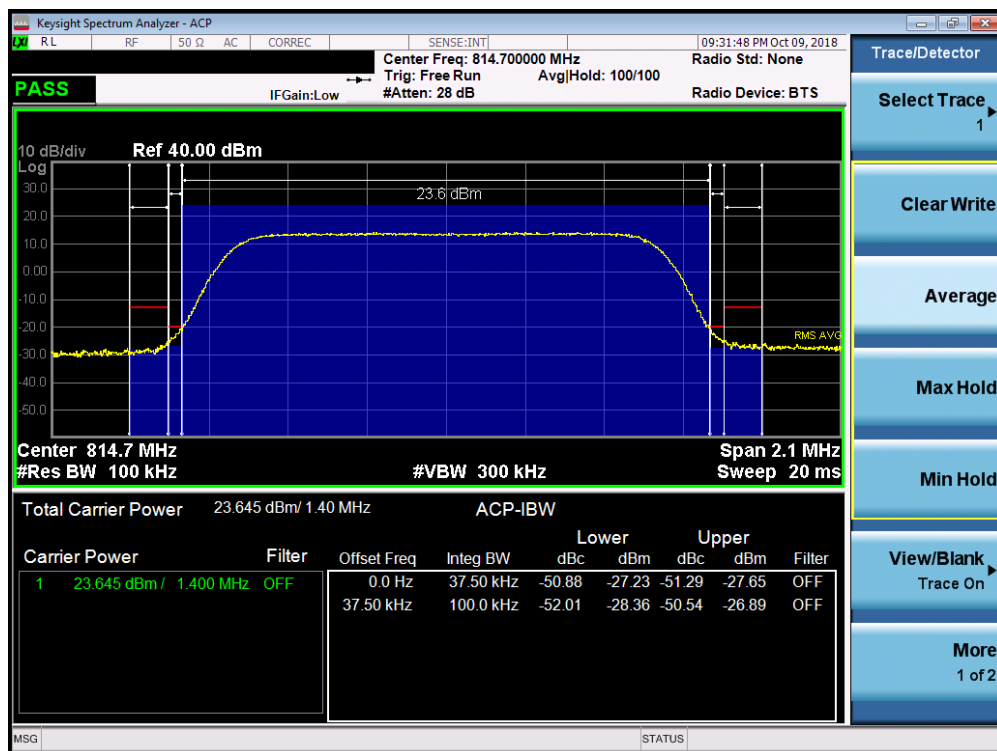 Keysight Spectrum Analyzer - ACP
LXI RL RF 50 Ω AC CORREC SENSE:INT 09:31:48 PM Oct 09, 2018
Center Freq: 814.700000 MHz Radio Std: None
Trig: Free Run Avg|Hold: 100/100
PASS IFGain:Low #Atten: 28 dB Radio Device: BTS
10 dB/div Ref 40.00 dBm
Log
30.0
20.0
10.0
0.00
-10.0
-20.0
-30.0
-40.0
-50.0
23.6 dBm
RMS AVG
Center 814.7 MHz Span 2.1 MHz
#Res BW 100 kHz #VBW 300 kHz Sweep 20 ms
Total Carrier Power 23.645 dBm/ 1.40 MHz ACP-IBW
Lower Upper
Carrier Power Filter Offset Freq Integ BW dBc dBm dBc dBm Filter
1 23.645 dBm / 1.400 MHz OFF 0.0 Hz 37.50 kHz -50.88 -27.23 -51.29 -27.65 OFF
37.50 kHz 100.0 kHz -52.01 -28.36 -50.54 -26.89 OFF
MSG STATUS
Trace/Detector
Select Trace
1
Clear Write
Average
Max Hold
Min Hold
View/Blank
Trace On
More
1 of 2